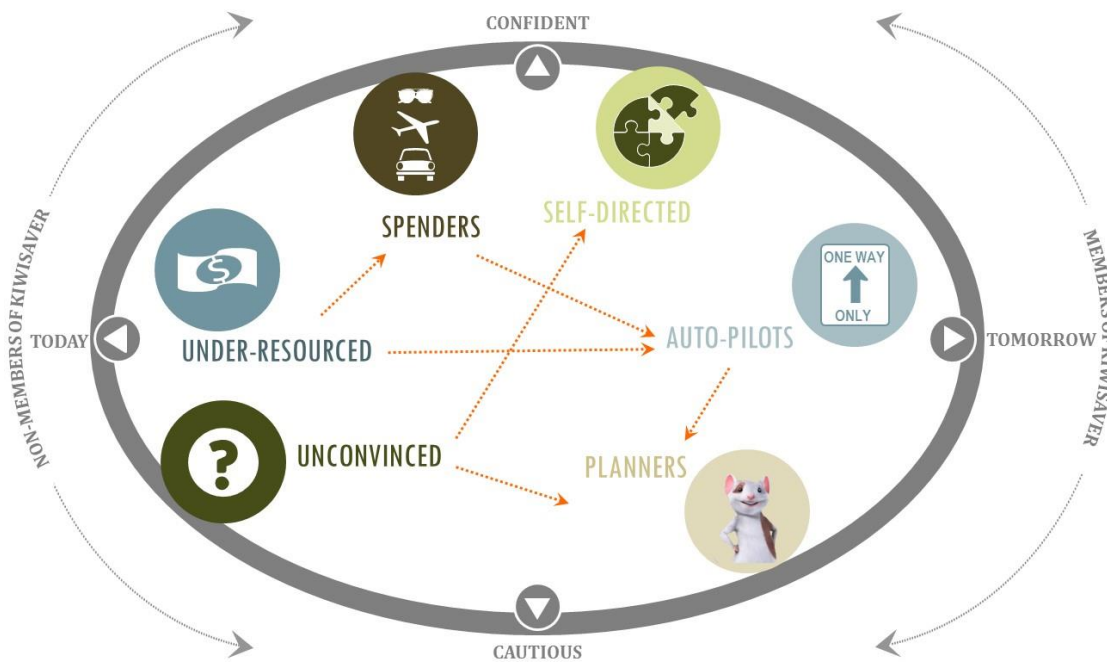 CONFIDENT
SPENDERS
SELF-DIRECTED
$
ONE WAY
ONLY
NON-MEMBERS OF KIWISAVER
MEMBERS OF KIWISAVER
TODAY
UNDER-RESOURCED
AUTO-PILOTS
TOMORROW
?
UNCONVINCED
PLANNERS
CAUTIOUS